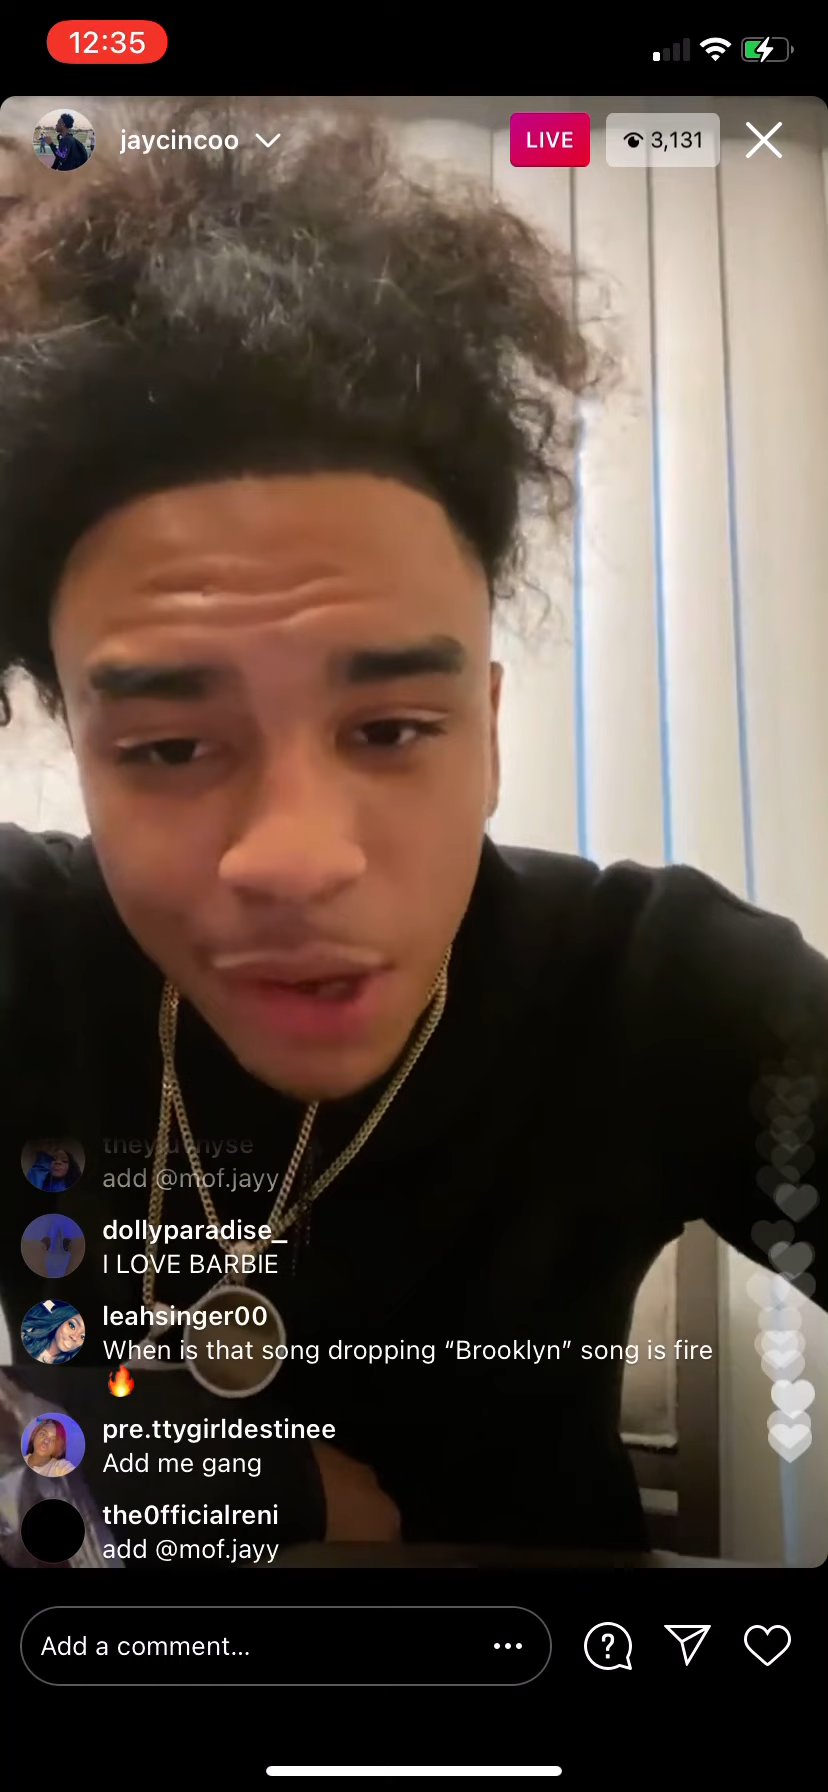 12:35
jaycincoo
LIVE
3,131
add @mof.jayy
dollyparadise_
I LOVE BARBIE
leahsinger00
When is that song dropping “Brooklyn” song is fire
🔥
pre.ttygirldestinee
Add me gang
the0fficialreni
add @mof.jayy
Add a comment...